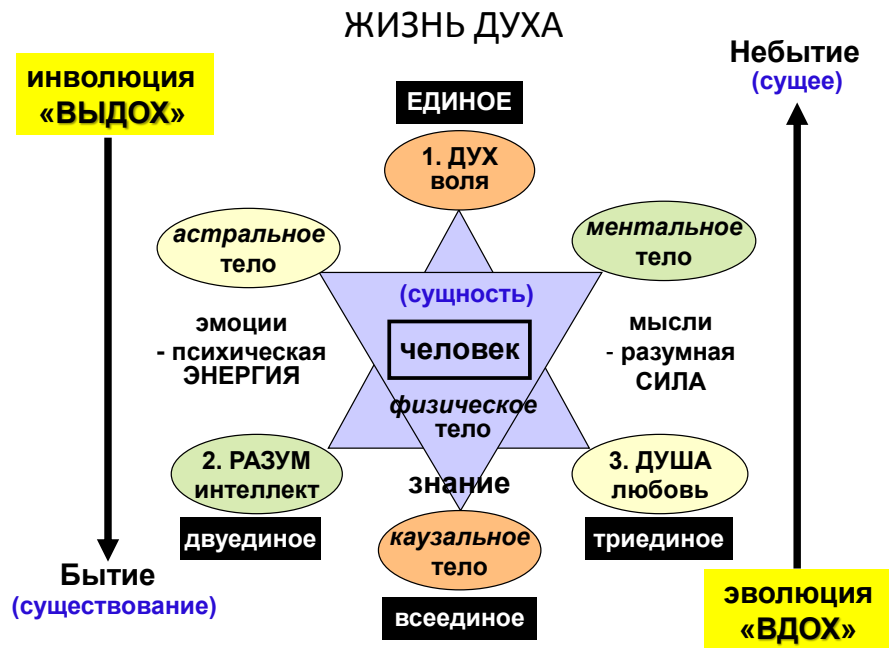 ЖИЗНЬ ДУХА
инволюция
«ВЫДОХ»
Небытие
(сущее)
ЕДИНОЕ
1. ДУХ
воля
астральное
тело
ментальное
тело
(сущность)
эмоции
- психическая
ЭНЕРГИЯ
человек
мысли
- разумная
СИЛА
физическое
тело
2. РАЗУМ
интеллект
знание
3. ДУША
любовь
двуединое
каузальное
тело
триединое
Бытие
(существование)
всеединое
эволюция
«ВДОХ»